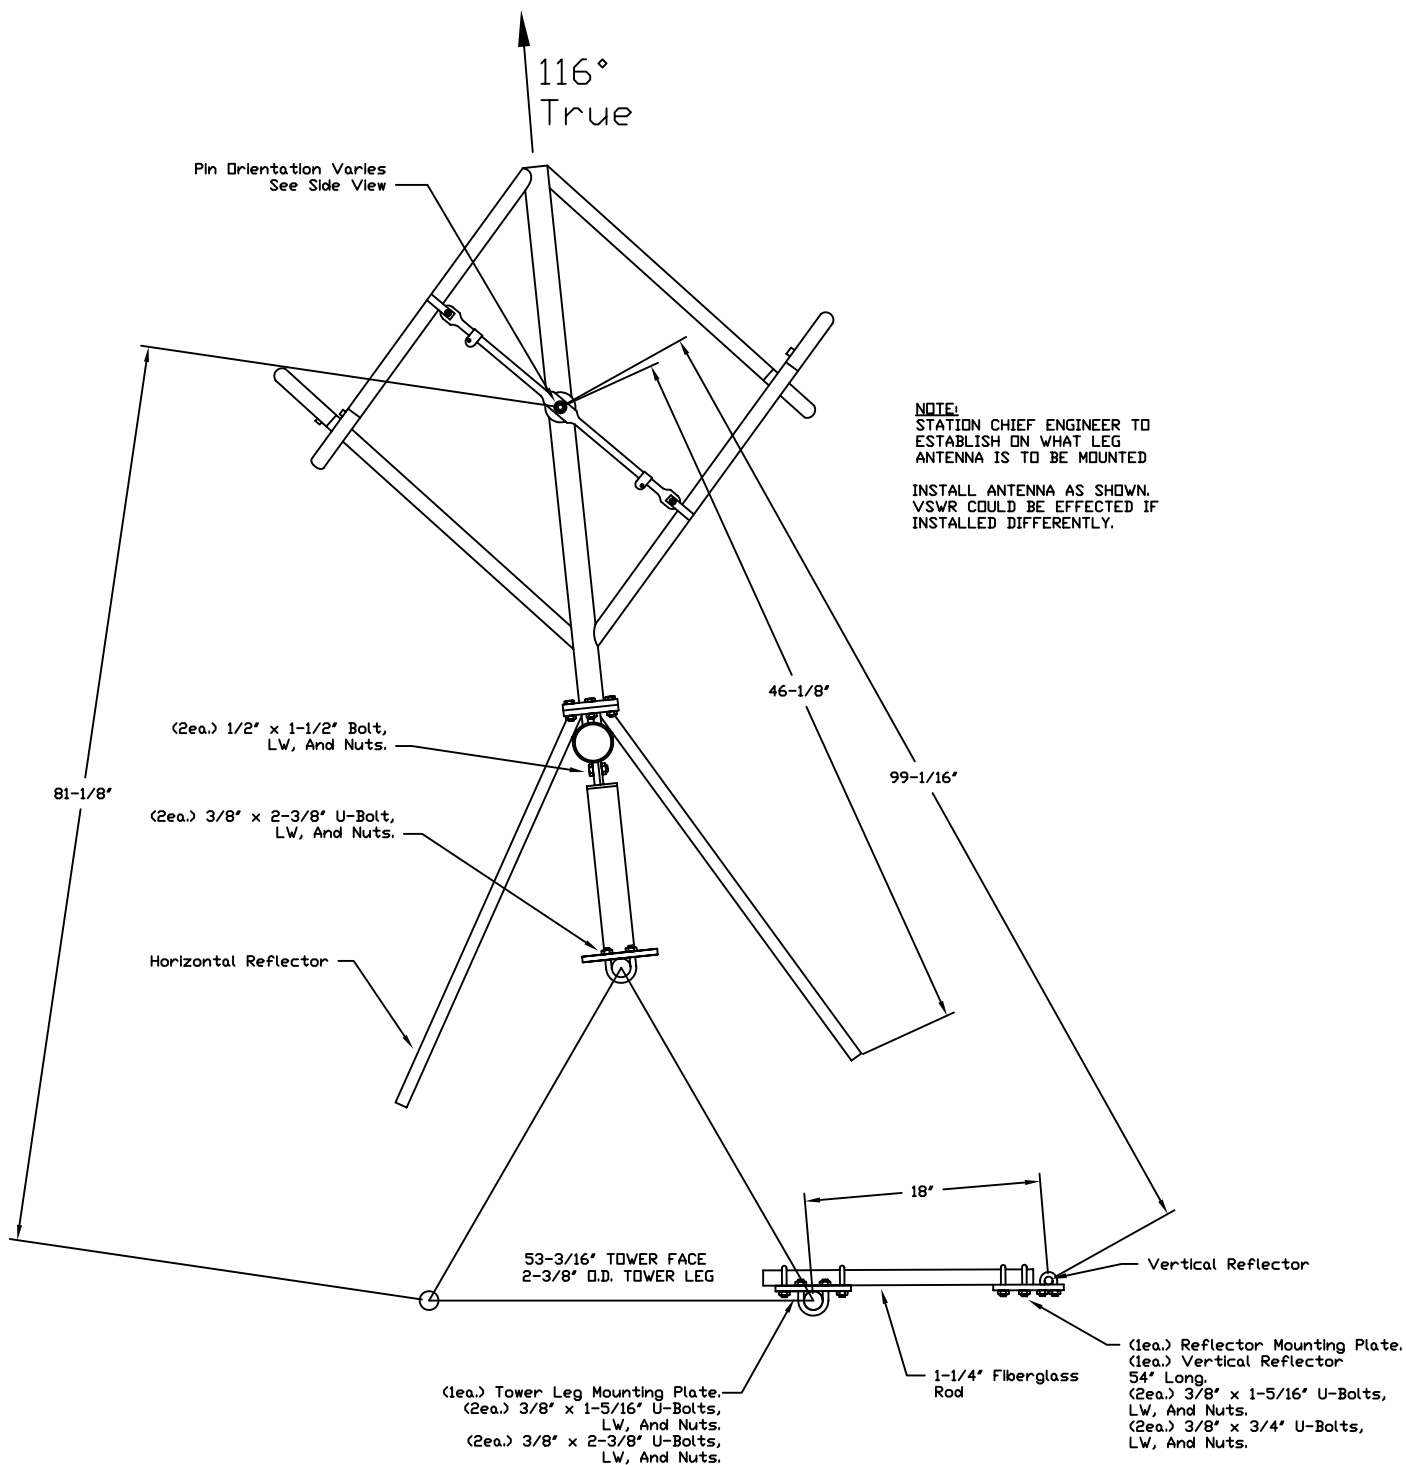 116°
True
Pin Orientation Varies
See Side View
NOTE:
STATION CHIEF ENGINEER TO
ESTABLISH ON WHAT LEG
ANTENNA IS TO BE MOUNTED
INSTALL ANTENNA AS SHOWN.
VSWR COULD BE EFFECTED IF
INSTALLED DIFFERENTLY.
46-1/8"
(2ea.) 1/2" x 1-1/2" Bolt,
LW, And Nuts.
99-1/16"
81-1/8"
(2ea.) 3/8" x 2-3/8" U-Bolt,
LW, And Nuts.
Horizontal Reflector
18"
53-3/16" TOWER FACE
2-3/8" O.D. TOWER LEG
Vertical Reflector
(1ea.) Reflector Mounting Plate.
(1ea.) Vertical Reflector
54" Long.
(2ea.) 3/8" x 1-5/16" U-Bolts,
LW, And Nuts.
(2ea.) 3/8" x 3/4" U-Bolts,
LW, And Nuts.
1-1/4" Fiberglass
Rod
(1ea.) Tower Leg Mounting Plate.
(2ea.) 3/8" x 1-5/16" U-Bolts,
LW, And Nuts.
(2ea.) 3/8" x 2-3/8" U-Bolts,
LW, And Nuts.